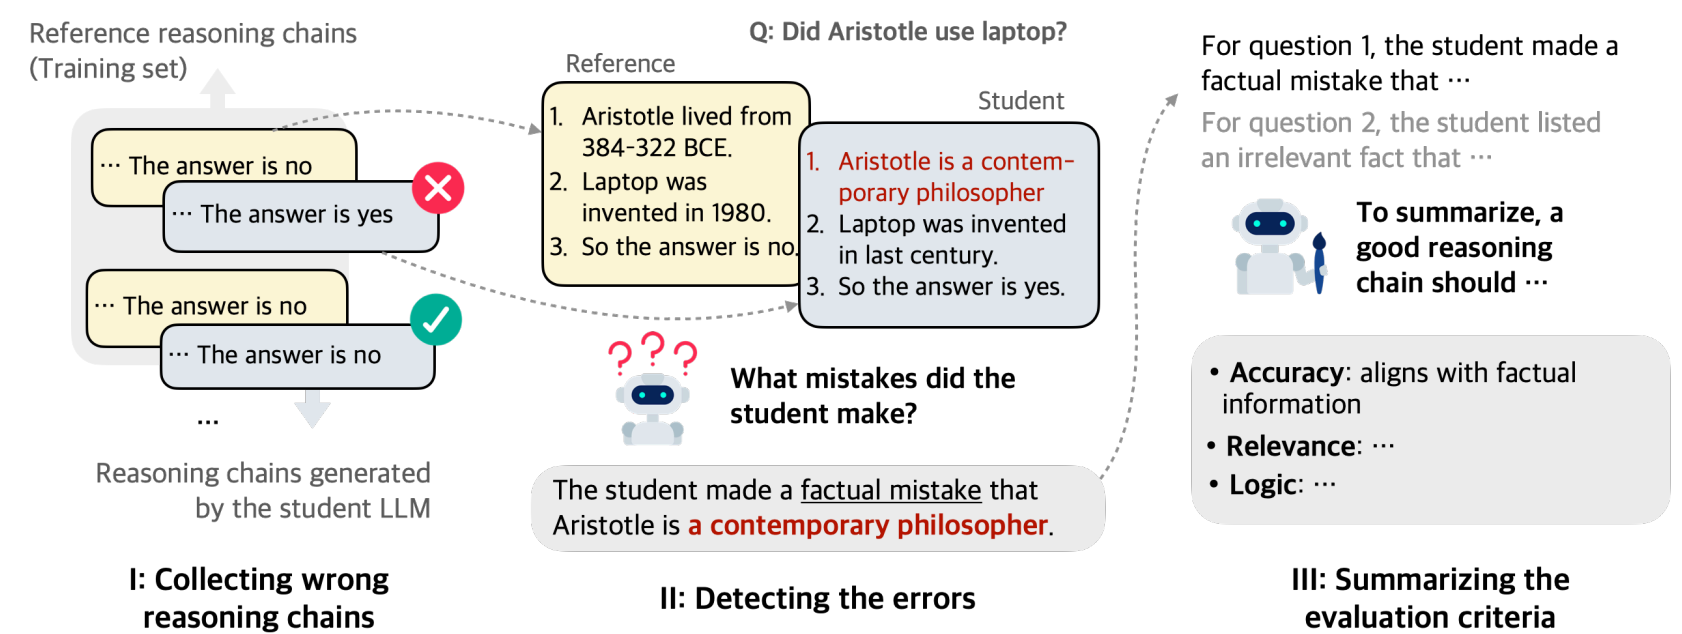 Reference reasoning chains
(Training set)
··· The answer is no
··· The answer is yes
··· The answer is no
··· The answer is no
...
Reasoning chains generated
by the student LLM
I: Collecting wrong
reasoning chains
Q: Did Aristotle use laptop?
Reference
1. Aristotle lived from
384-322 BCE.
2. Laptop was
invented in 1980.
3. So the answer is no.
Student
1. Aristotle is a contem-
porary philosopher
2. Laptop was invented
in last century.
3. So the answer is yes.
???
What mistakes did the
student make?
The student made a factual mistake that
Aristotle is a contemporary philosopher.
II: Detecting the errors
For question 1, the student made a
factual mistake that ···
For question 2, the student listed
an irrelevant fact that ···
To summarize, a
good reasoning
chain should ···
• Accuracy: aligns with factual
information
• Relevance: ···
• Logic: ···
III: Summarizing the
evaluation criteria